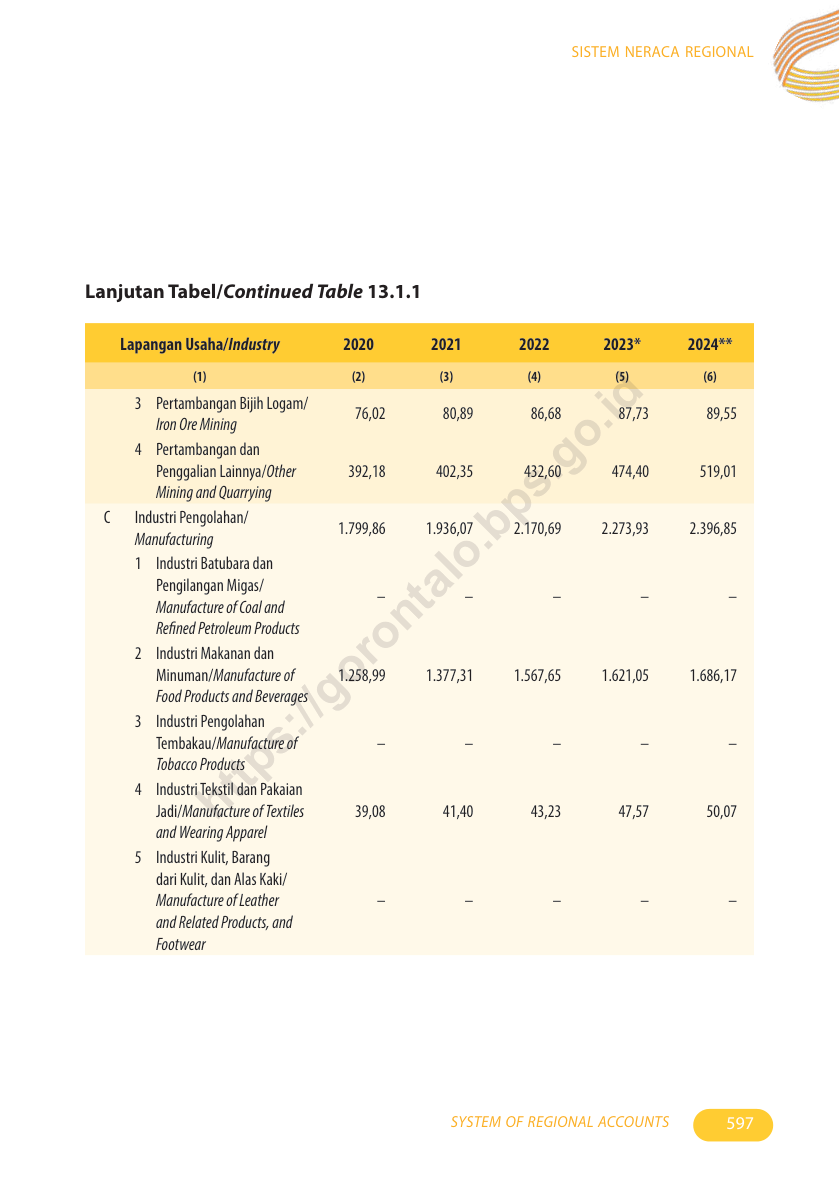 SISTEM NERACA REGIONAL
Lanjutan Tabel/Continued Table 13.1.1
Lapangan Usaha/Industry 2020 2021 2022 2023* 2024**
(1) (2) (3) (4) (5) (6)
3 Pertambangan Bijih Logam/
Iron Ore Mining 76,02 80,89 86,68 87,73 89,55
4 Pertambangan dan
Penggalian Lainnya/Other 392,18 402,35 432,60 474,40 519,01
Mining and Quarrying
C Industri Pengolahan/
Manufacturing 1.799,86 1.936,07 2.170,69 2.273,93 2.396,85
1 Industri Batubara dan
Pengilangan Migas/
Manufacture of Coal and
Refined Petroleum Products – – – – –
2 Industri Makanan dan
Minuman/Manufacture of 1.258,99 1.377,31 1.567,65 1.621,05 1.686,17
Food Products and Beverages
3 Industri Pengolahan
Tembakau/Manufacture of – – – – –
Tobacco Products
4 Industri Tekstil dan Pakaian
Jadi/Manufacture of Textiles 39,08 41,40 43,23 47,57 50,07
and Wearing Apparel
5 Industri Kulit, Barang
dari Kulit, dan Alas Kaki/
Manufacture of Leather – – – – –
and Related Products, and
Footwear
https://gorontalo.bps.go.id
SYSTEM OF REGIONAL ACCOUNTS 597